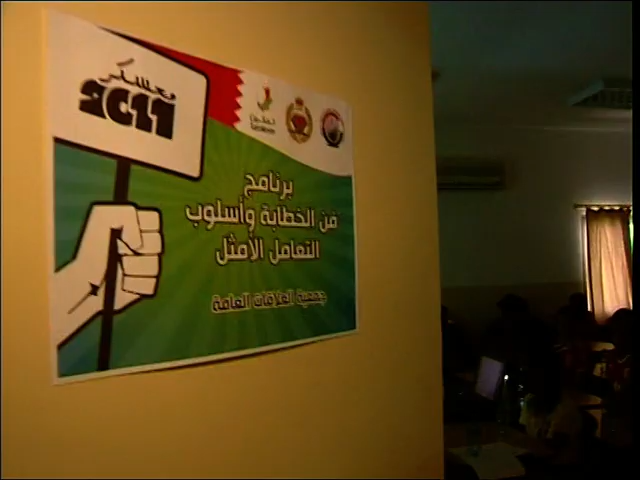 معسكر
2011
برنامج
فن الخطابة وأسلوب
التعامل الأمثل
جمعية العلاقات العامة